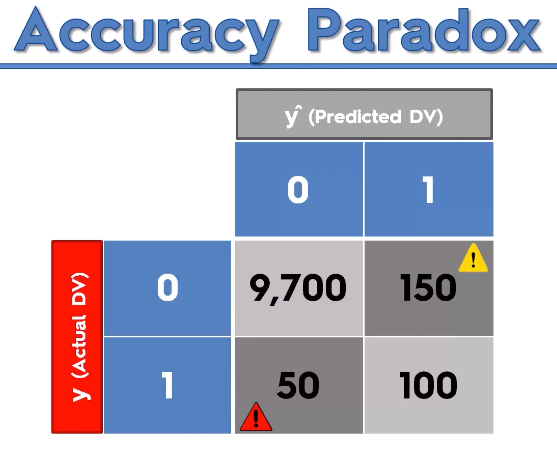 Accuracy Paradox
ŷ (Predicted DV)
0 1
y (Actual DV)
0 9,700 150
1 50 100